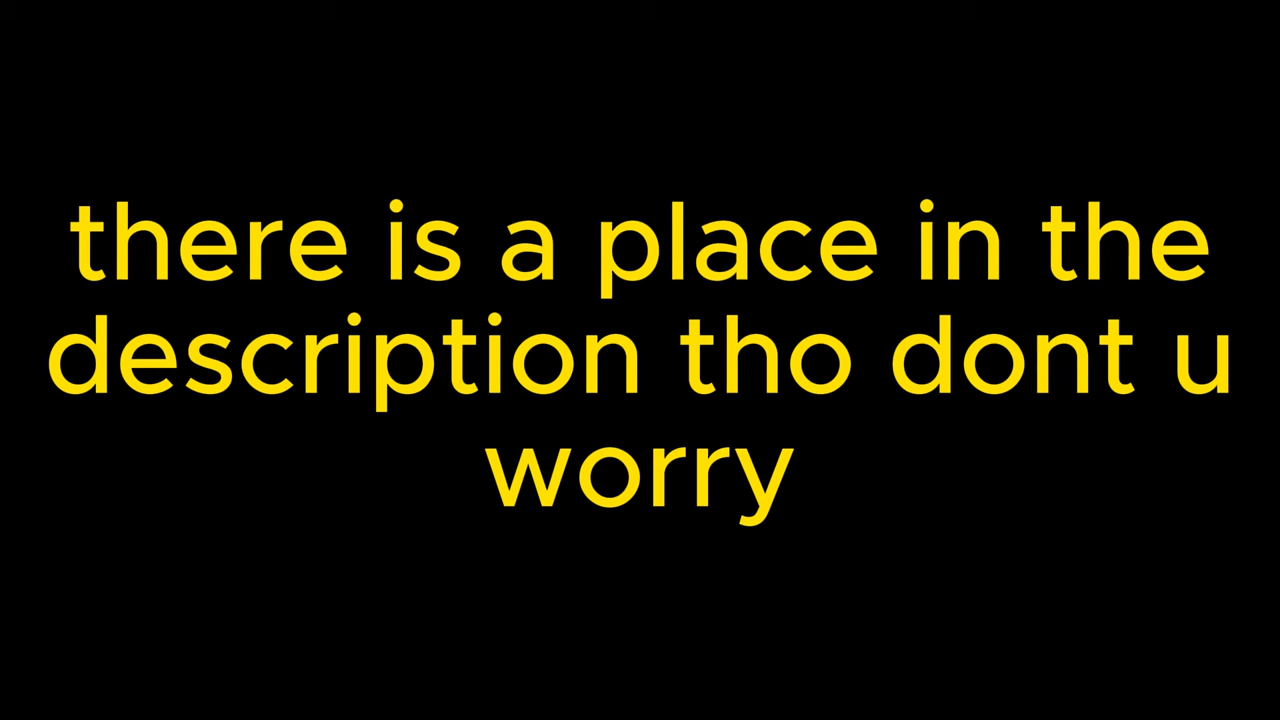 there is a place in the
description tho dont u
worry